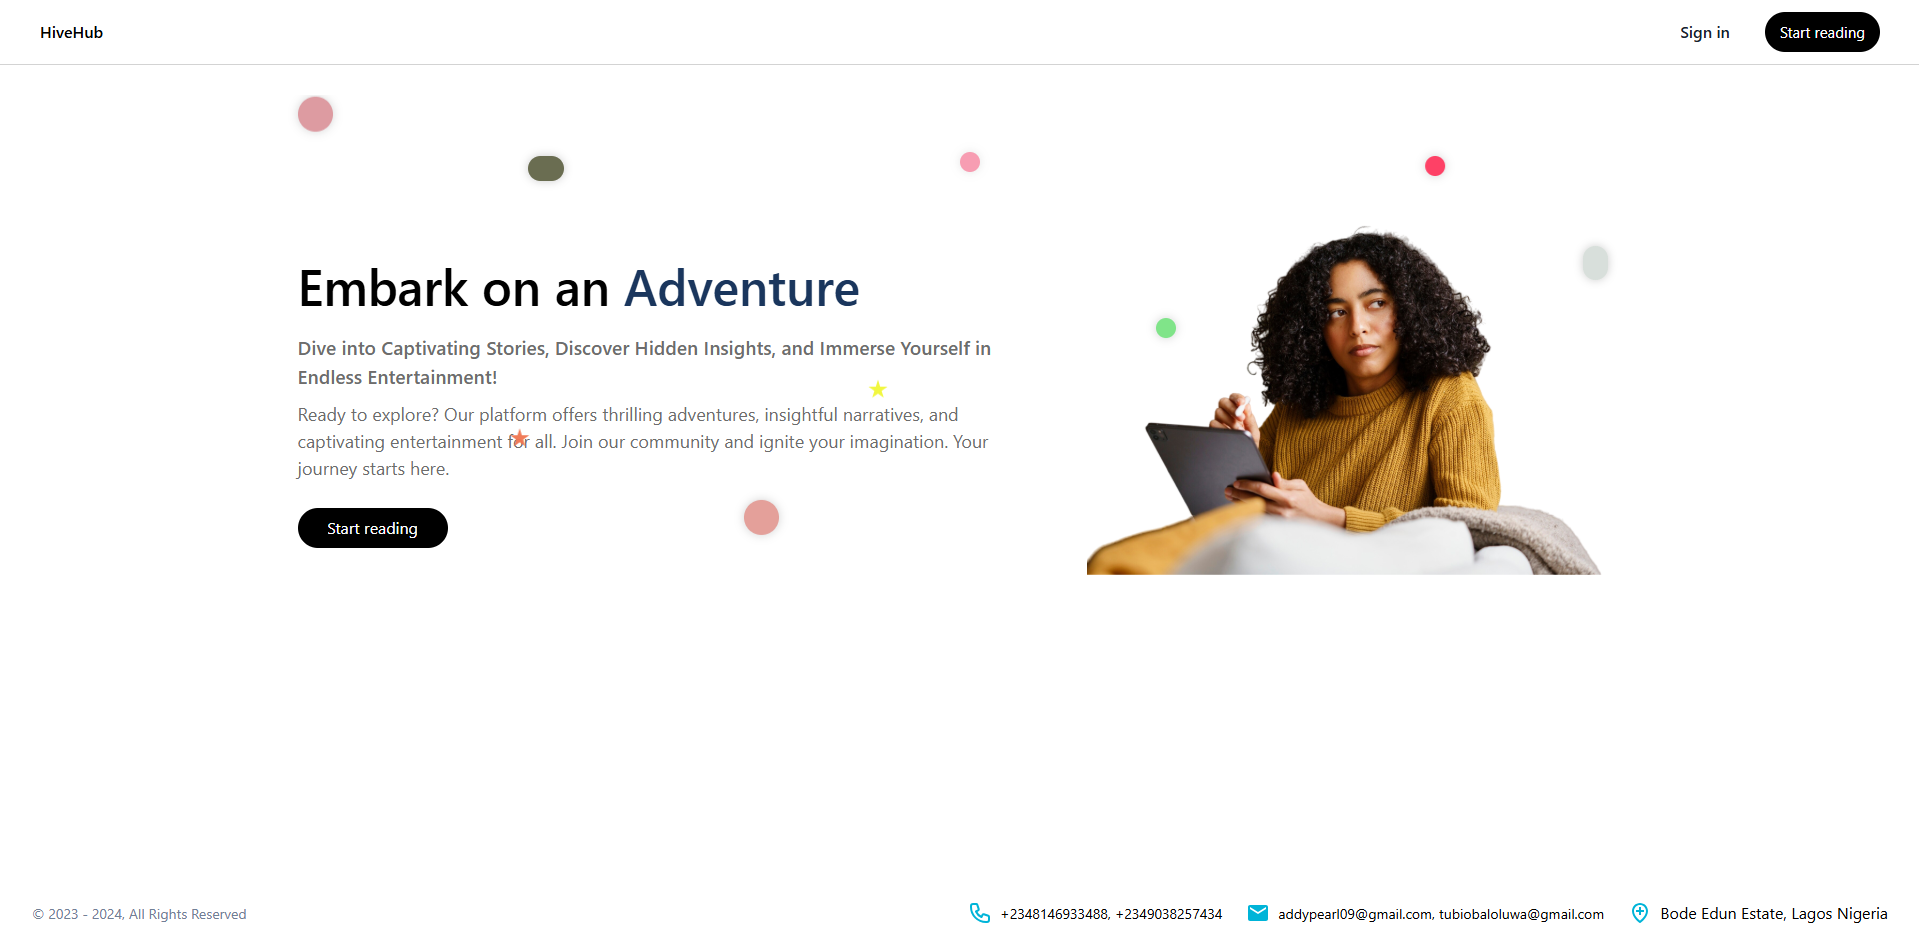 HiveHub
Sign in
Start reading
Embark on an Adventure
Dive into Captivating Stories, Discover Hidden Insights, and Immerse Yourself in
Endless Entertainment!
Ready to explore? Our platform offers thrilling adventures, insightful narratives, and
captivating entertainment for all. Join our community and ignite your imagination. Your
journey starts here.
Start reading
© 2023 - 2024, All Rights Reserved
+2348146933488, +2349038257434
addypearl09@gmail.com, tubiobaloluwa@gmail.com
Bode Edun Estate, Lagos Nigeria